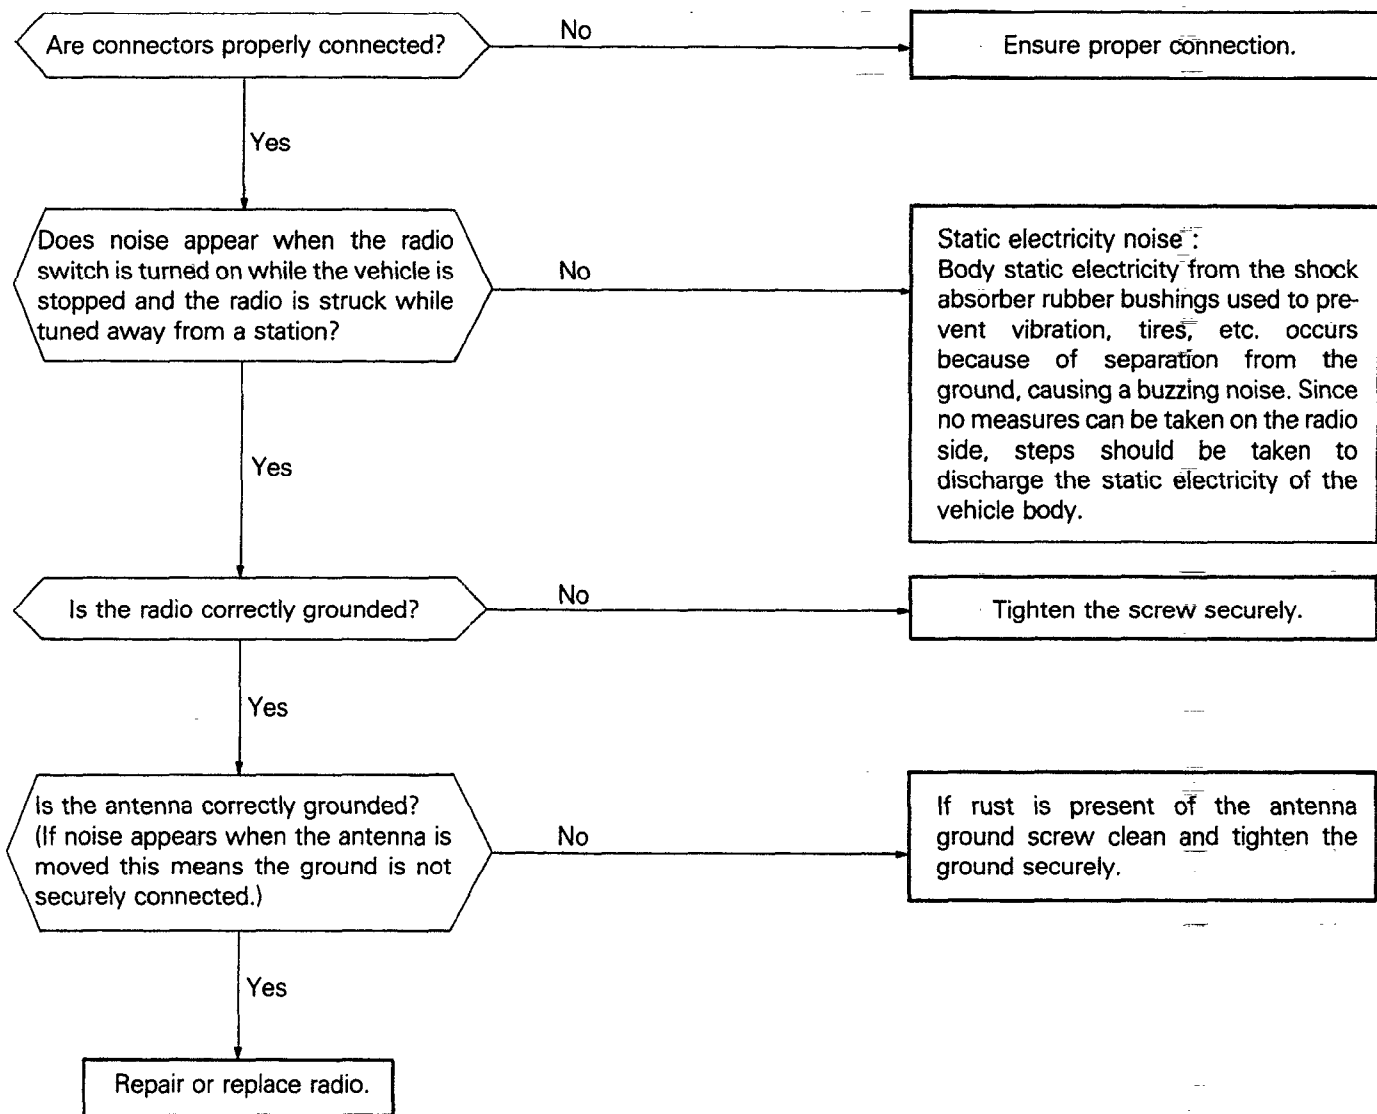 Are connectors properly connected?
No
Ensure proper connection.
Yes
Does noise appear when the radio
switch is turned on while the vehicle is
stopped and the radio is struck while
tuned away from a station?
No
Static electricity noise :
Body static electricity from the shock
absorber rubber bushings used to pre-
vent vibration, tires, etc. occurs
because of separation from the
ground, causing a buzzing noise. Since
no measures can be taken on the radio
side, steps should be taken to
discharge the static electricity of the
vehicle body.
Yes
Is the radio correctly grounded?
No
Tighten the screw securely.
Yes
Is the antenna correctly grounded?
(If noise appears when the antenna is
moved this means the ground is not
securely connected.)
No
If rust is present of the antenna
ground screw clean and tighten the
ground securely.
Yes
Repair or replace radio.